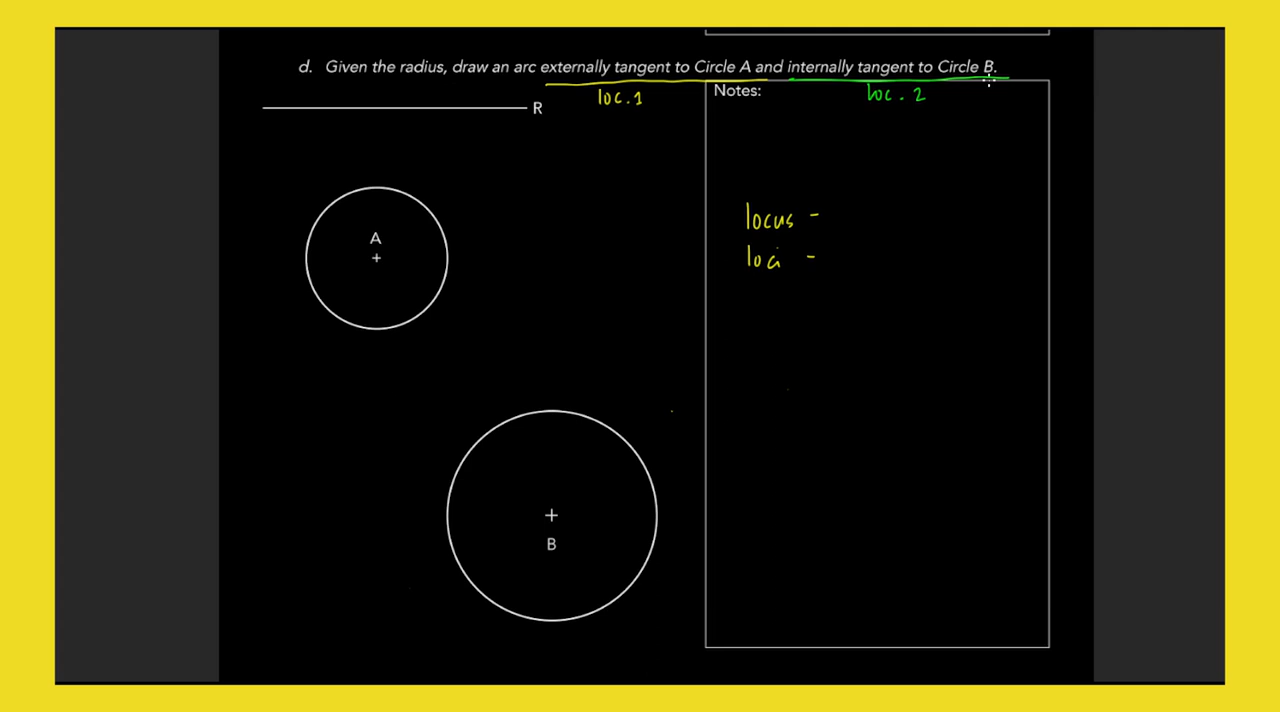 d. Given the radius, draw an arc externally tangent to Circle A and internally tangent to Circle B.
loc. 1
Notes:
loc. 2
R
locus -
loci -
A
B